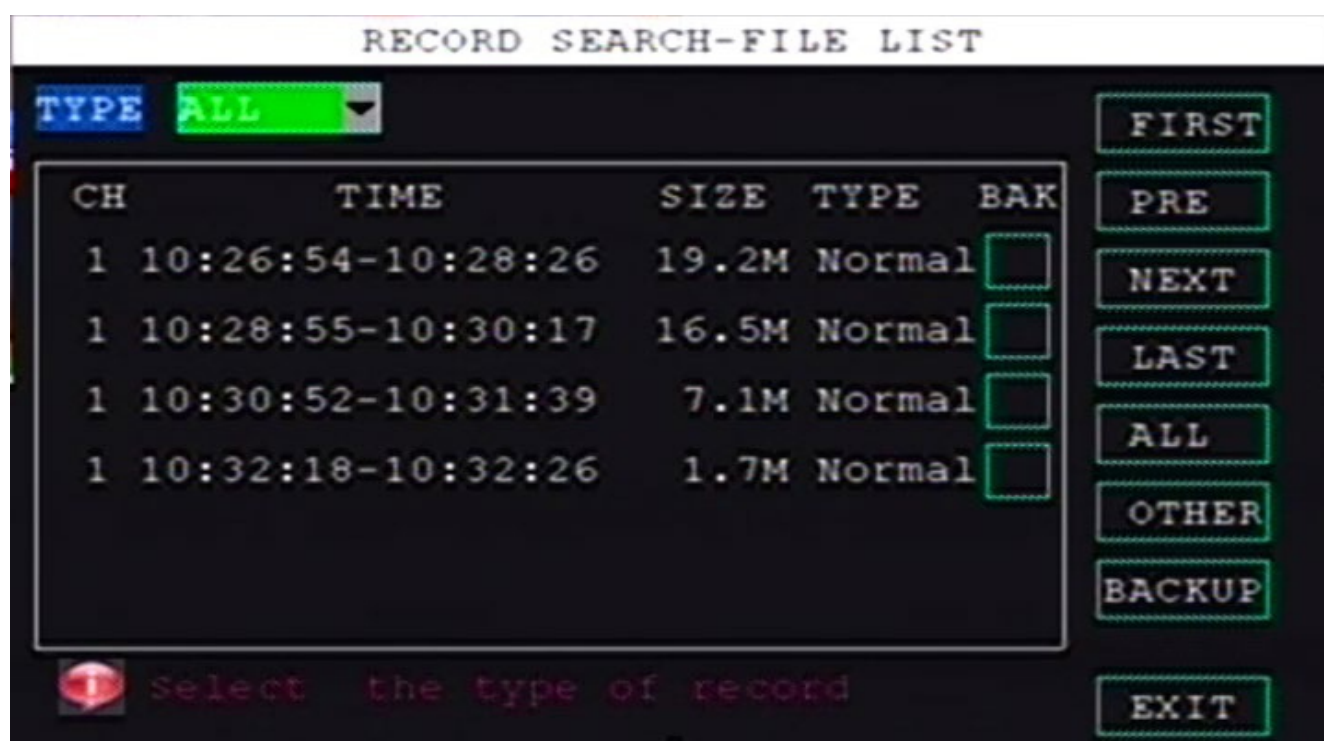 RECORD SEARCH-FILE LIST
TYPE ALL
CH TIME SIZE TYPE BAK
1 10:26:54-10:28:26 19.2M Normal
1 10:28:55-10:30:17 16.5M Normal
1 10:30:52-10:31:39 7.1M Normal
1 10:32:18-10:32:26 1.7M Normal
Select the type of record
FIRST
PRE
NEXT
LAST
ALL
OTHER
BACKUP
EXIT